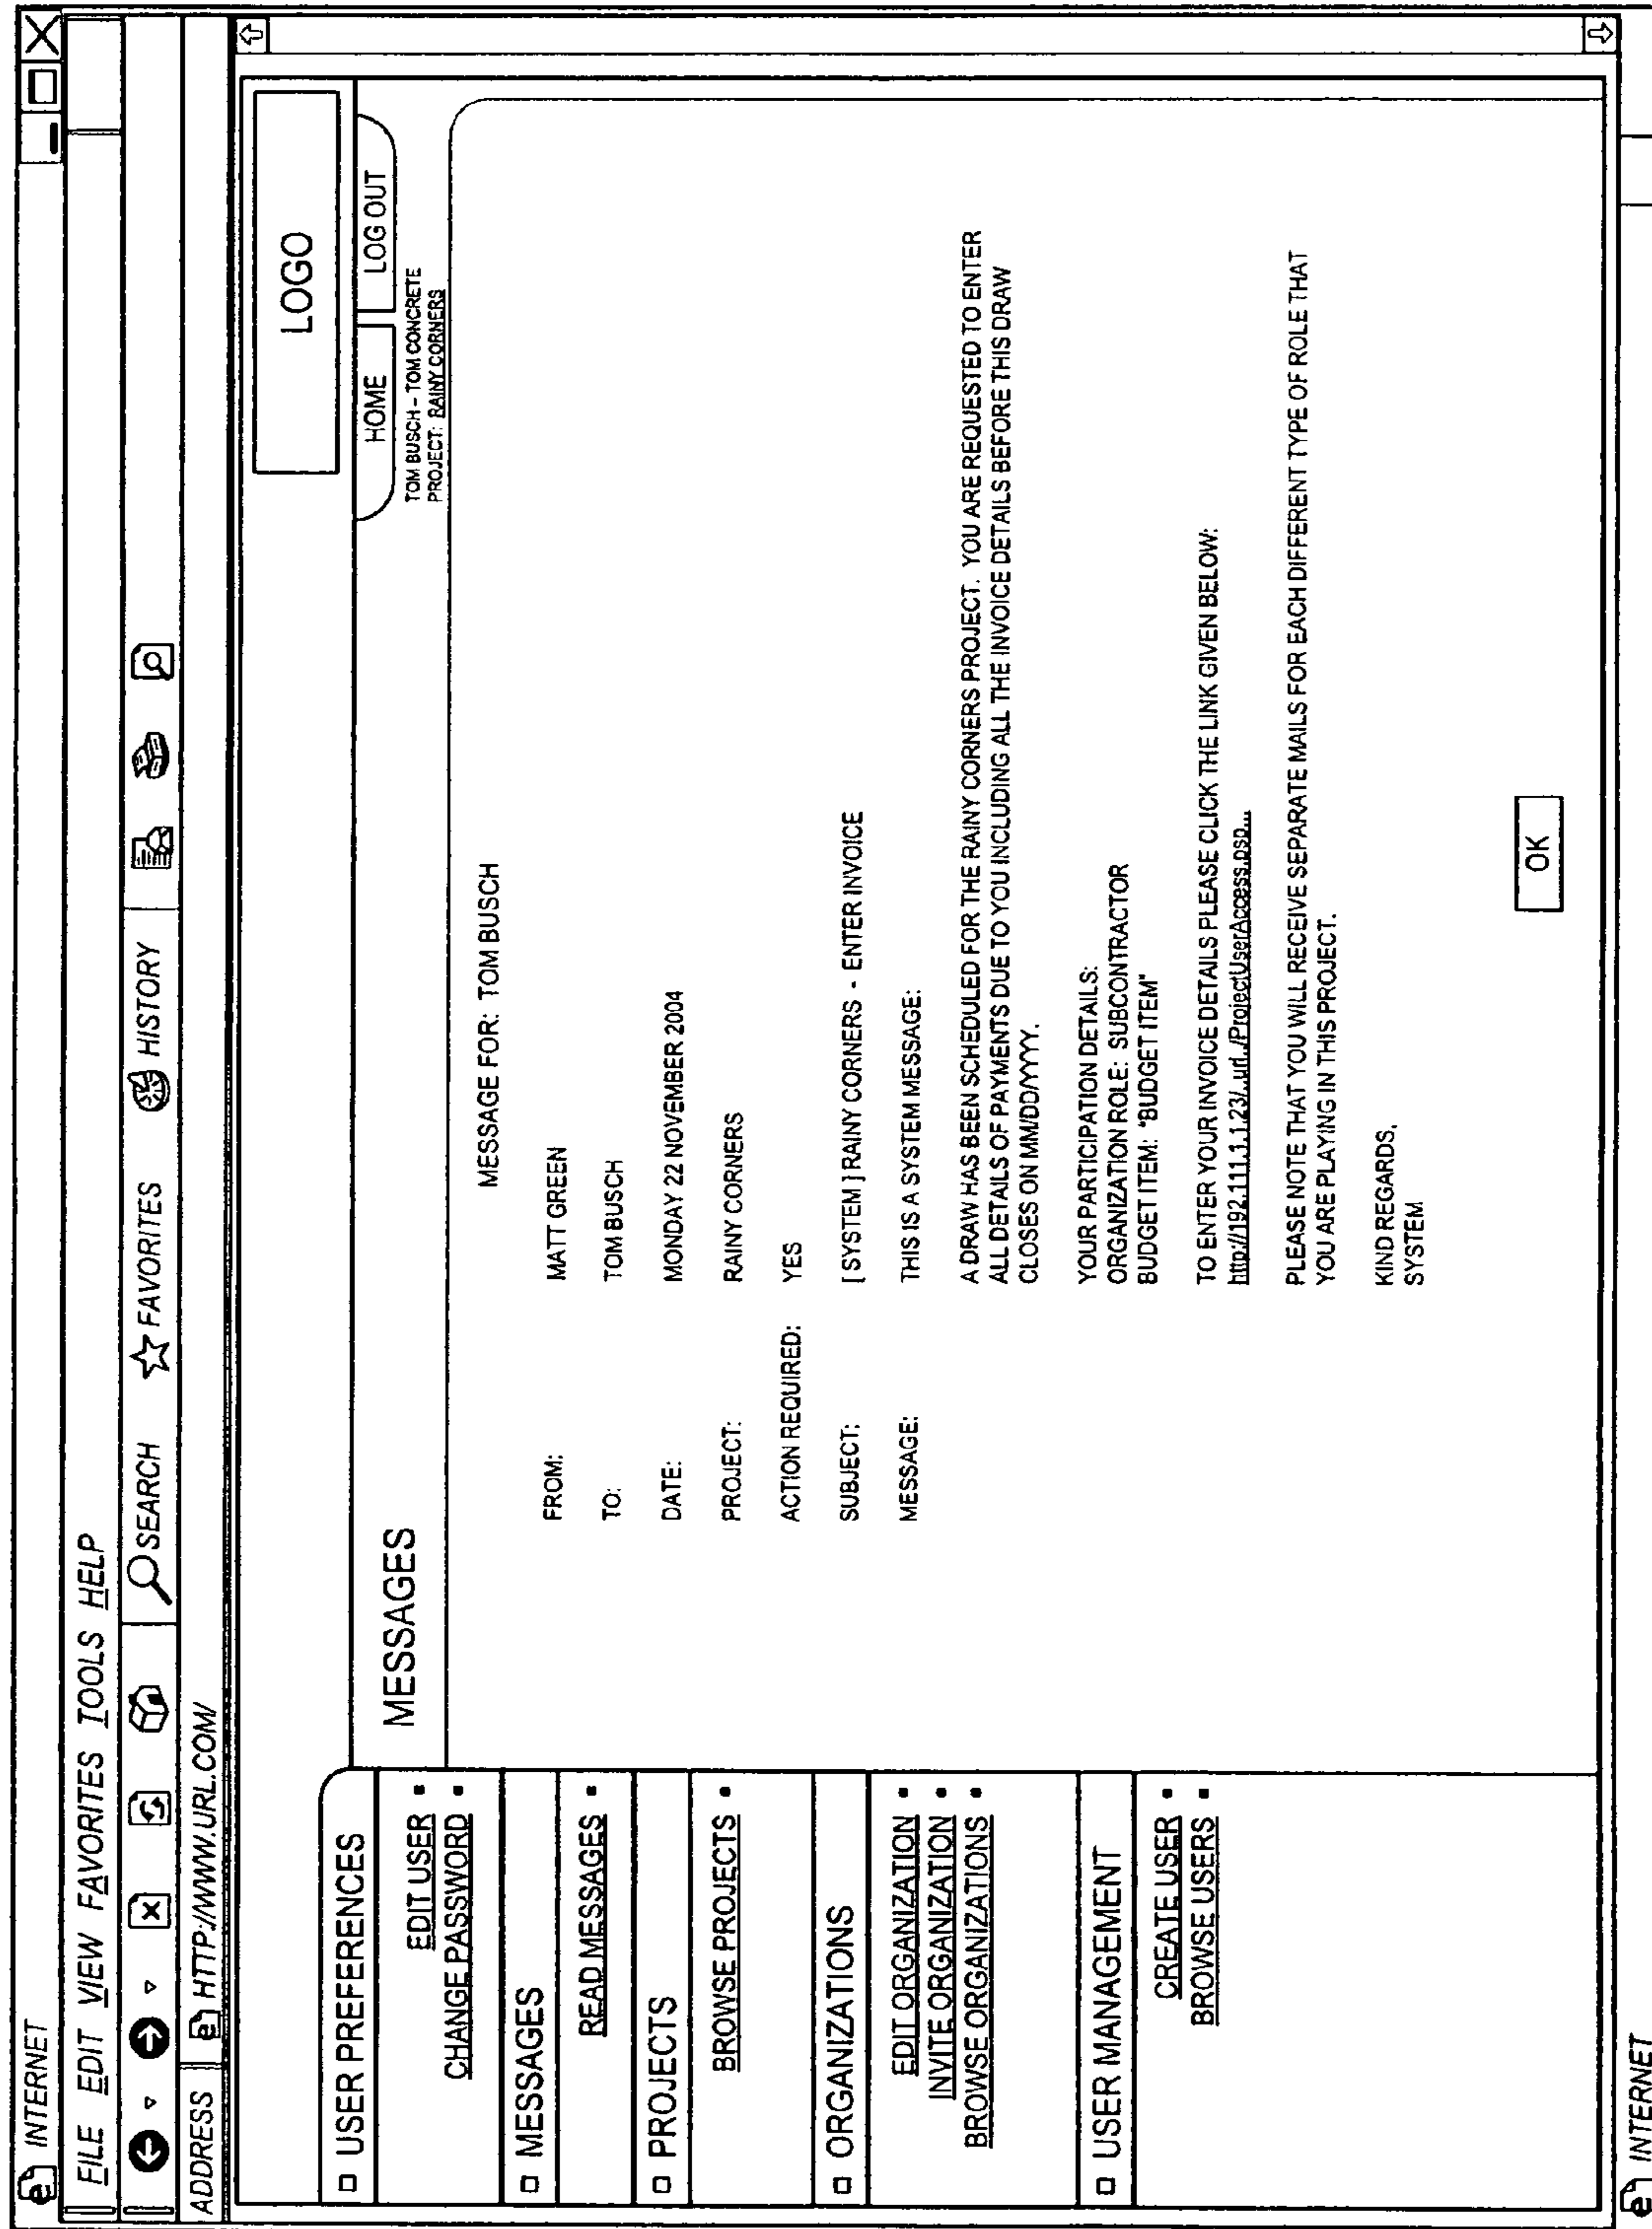 INTERNET
FILE EDIT VIEW FAVORITES TOOLS HELP
SEARCH FAVORITES HISTORY
ADDRESS HTTP://WWW.URL.COM/
LOGO
HOME LOG OUT
TOM BUSCH – TOM CONCRETE
PROJECT: RAINY CORNERS
USER PREFERENCES
EDIT USER
CHANGE PASSWORD
MESSAGES
READ MESSAGES
PROJECTS
BROWSE PROJECTS
ORGANIZATIONS
EDIT ORGANIZATION
INVITE ORGANIZATION
BROWSE ORGANIZATIONS
USER MANAGEMENT
CREATE USER
BROWSE USERS
MESSAGES
MESSAGE FOR: TOM BUSCH
FROM: MATT GREEN
TO: TOM BUSCH
DATE: MONDAY 22 NOVEMBER 2004
PROJECT: RAINY CORNERS
ACTION REQUIRED: YES
SUBJECT: [ SYSTEM ] RAINY CORNERS - ENTER INVOICE
MESSAGE: THIS IS A SYSTEM MESSAGE:
A DRAW HAS BEEN SCHEDULED FOR THE RAINY CORNERS PROJECT. YOU ARE REQUESTED TO ENTER
ALL DETAILS OF PAYMENTS DUE TO YOU INCLUDING ALL THE INVOICE DETAILS BEFORE THIS DRAW
CLOSES ON MM/DD/YYYY.
YOUR PARTICIPATION DETAILS:
ORGANIZATION ROLE: SUBCONTRACTOR
BUDGET ITEM: "BUDGET ITEM"
TO ENTER YOUR INVOICE DETAILS PLEASE CLICK THE LINK GIVEN BELOW:
http://192.111.1.1.23/..url../ProjectUserAccess.psp...
PLEASE NOTE THAT YOU WILL RECEIVE SEPARATE MAILS FOR EACH DIFFERENT TYPE OF ROLE THAT
YOU ARE PLAYING IN THIS PROJECT.
KIND REGARDS,
SYSTEM
OK
INTERNET